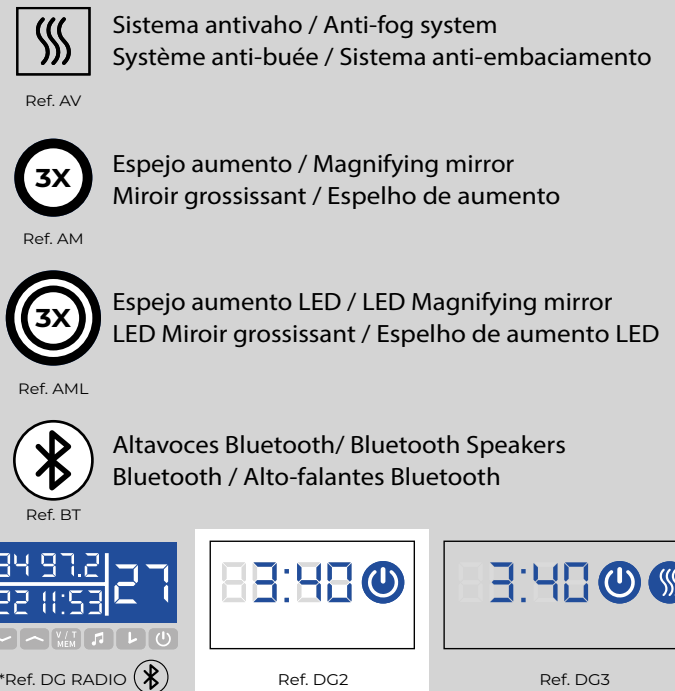 Sistema antivaho / Anti-fog system
Système anti-buée / Sistema anti-embaciamento
Ref. AV
3X
Espejo aumento / Magnifying mirror
Miroir grossissant / Espelho de aumento
Ref. AM
3X
Espejo aumento LED / LED Magnifying mirror
LED Miroir grossissant / Espelho de aumento LED
Ref. AML
Altavoces Bluetooth/ Bluetooth Speakers
Bluetooth / Alto-falantes Bluetooth
Ref. BT
97.2
27
11:53
V / T
MEM
*Ref. DG RADIO
3:40
Ref. DG2
3:40
Ref. DG3